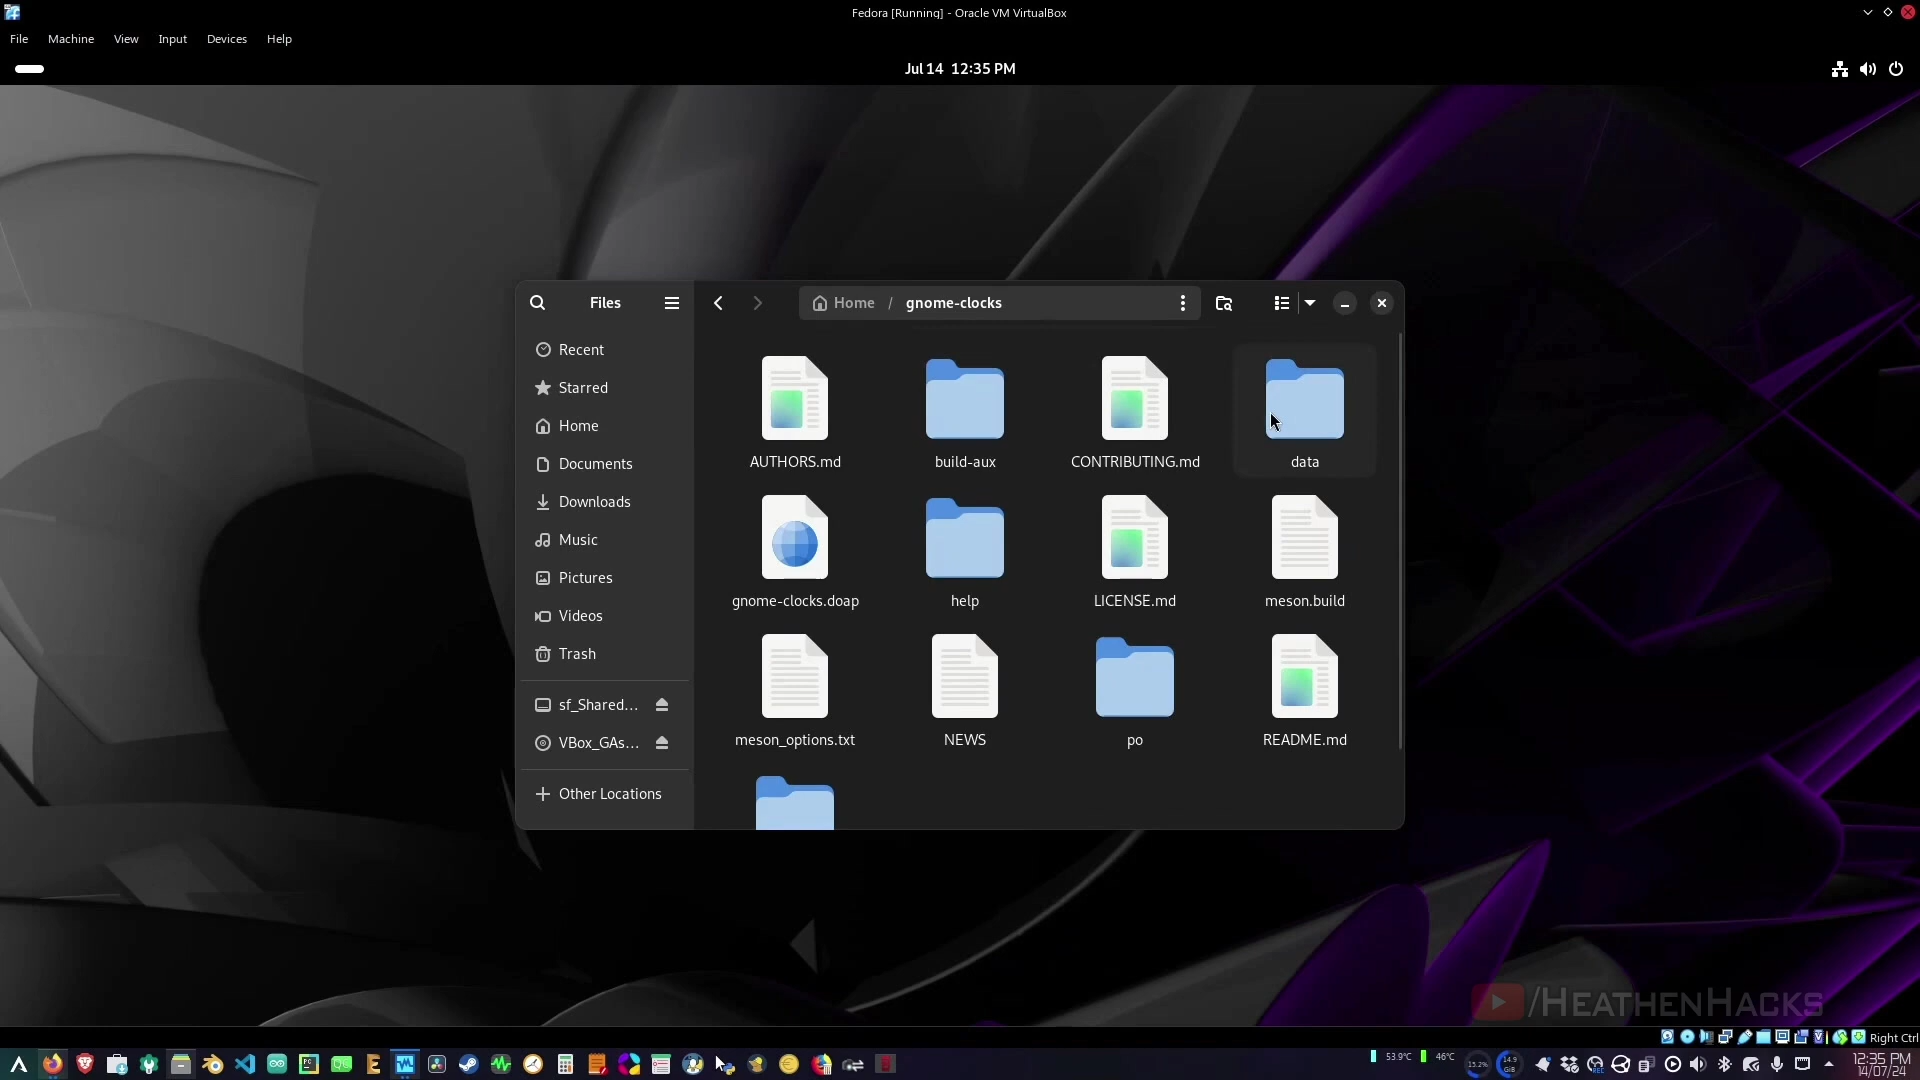 Fedora [Running] - Oracle VM VirtualBox
File Machine View Input Devices Help
Jul 14 12:35 PM
Files
Home / gnome-clocks
Recent
Starred
Home
Documents
Downloads
Music
Pictures
Videos
Trash
sf_Shared...
VBox_GAs...
Other Locations
AUTHORS.md
build-aux
CONTRIBUTING.md
data
gnome-clocks.doap
help
LICENSE.md
meson.build
meson_options.txt
NEWS
po
README.md
/HEATHENHACKS
Right Ctrl
53.9°C
46°C
15.2%
14.9 GiB
REC
12:35 PM
14/07/24